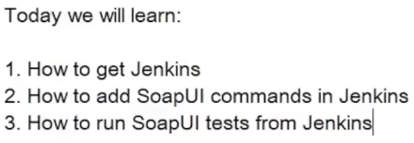 Today we will learn:
1. How to get Jenkins
2. How to add SoapUI commands in Jenkins
3. How to run SoapUI tests from Jenkins